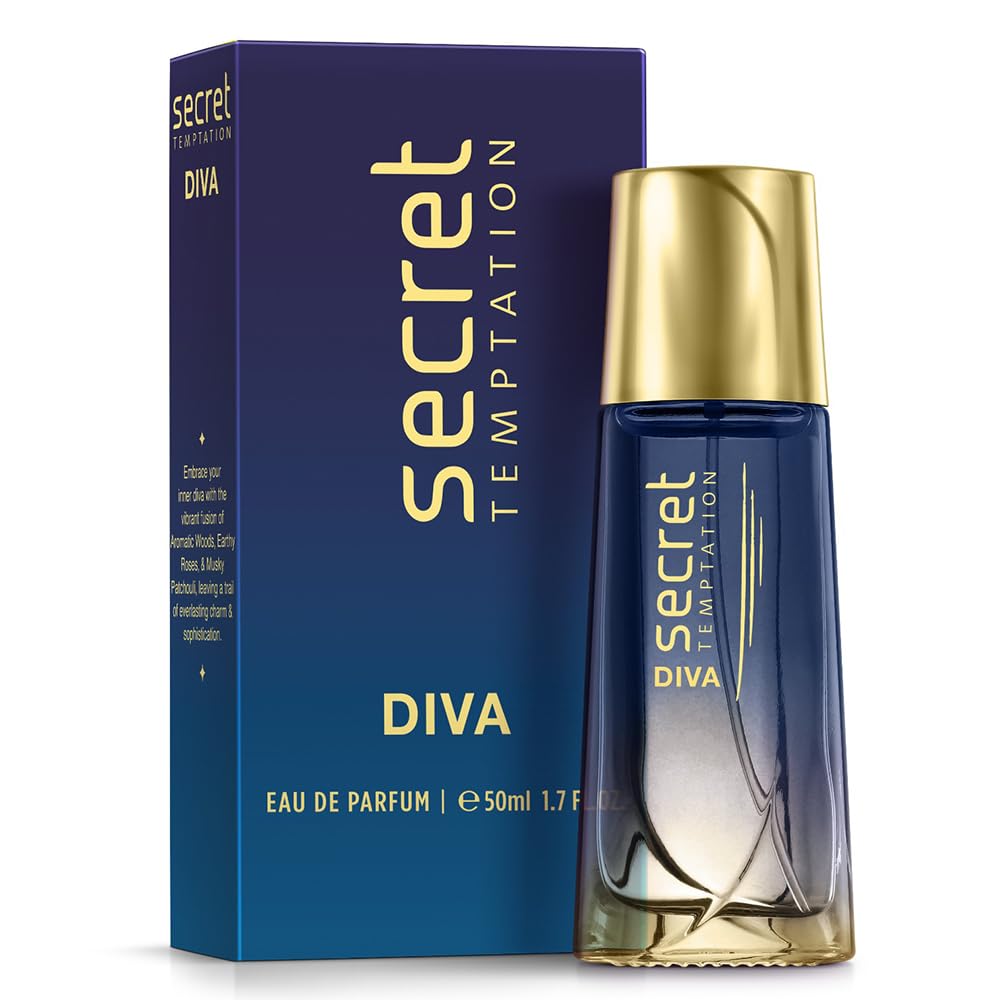 secret
TEMPTATION
DIVA
Embrace your
inner diva with the
vibrant fusion of
Aromatic Woods, Earthy
Roses, & Musky
Patchouli, leaving a trail
of everlasting charm &
sophistication.
secret
TEMPTATION
DIVA
EAU DE PARFUM | e50ml 1.7 FL.OZ.
secret
TEMPTATION
DIVA